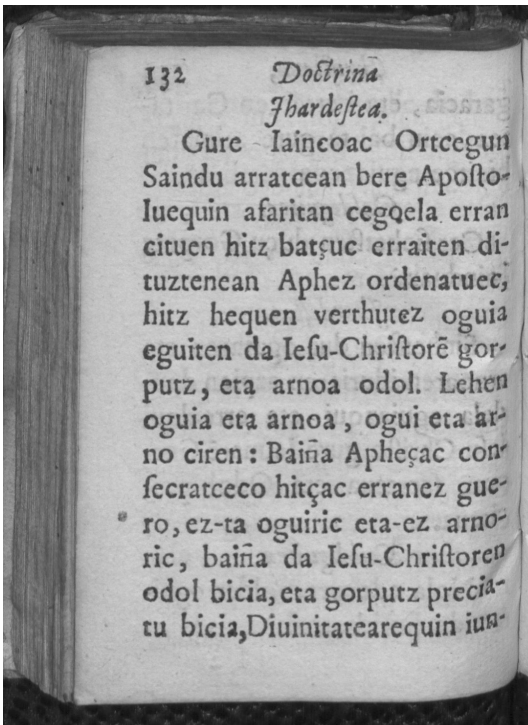 132 Doctrina
Jhardeſtea.
Gure Iaincoac Ortcegun
Saindu arratcean bere Apoſto-
Iuequin afaritan cegoela erran
cituen hitz batçuc erraiten di-
tuztenean Aphez ordenatuec,
hitz hequen verthutez oguia
eguiten da Ieſu-Chriſtorẽ gor-
putz, eta arnoa odol. Lehen
oguia eta arnoa, ogui eta ar-
no ciren: Baiña Apheçac con-
ſecratceco hitçac erranez gue-
ro, ez-ta oguiric eta-ez arno-
ric, baiña da Ieſu-Chriſtoren
odol bicia, eta gorputz precia-
tu bicia, Diuinitatearequin iun-